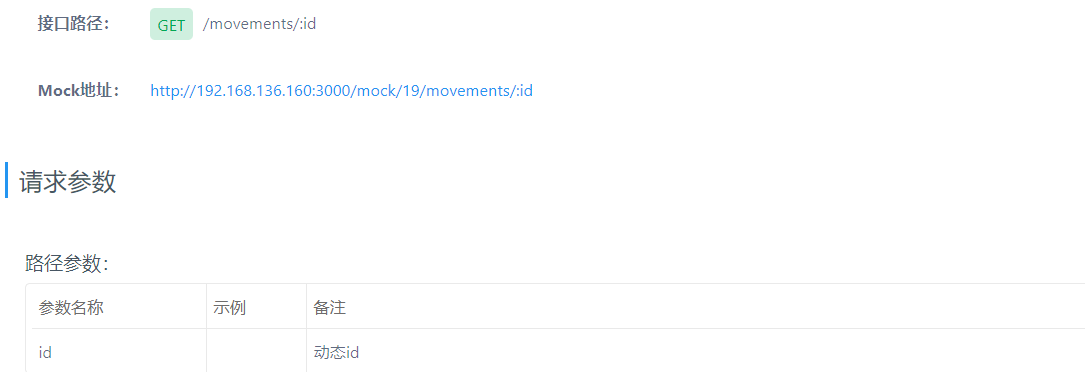 接口路径： GET /movements/:id
Mock地址： http://192.168.136.160:3000/mock/19/movements/:id
请求参数
路径参数：
参数名称 示例 备注
id 动态id